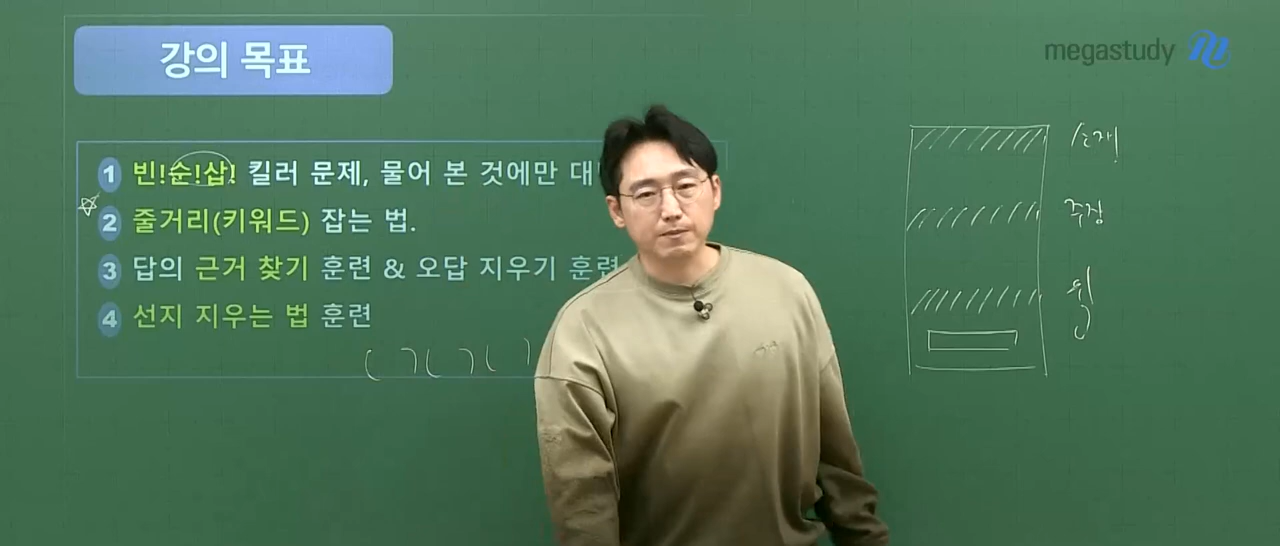 강의 목표
megastudy
1 빈!순!삽! 킬러 문제, 물어 본 것에만 대
2 줄거리(키워드) 잡는 법.
3 답의 근거 찾기 훈련 & 오답 지우기 훈련
4 선지 지우는 법 훈련
소재
주장